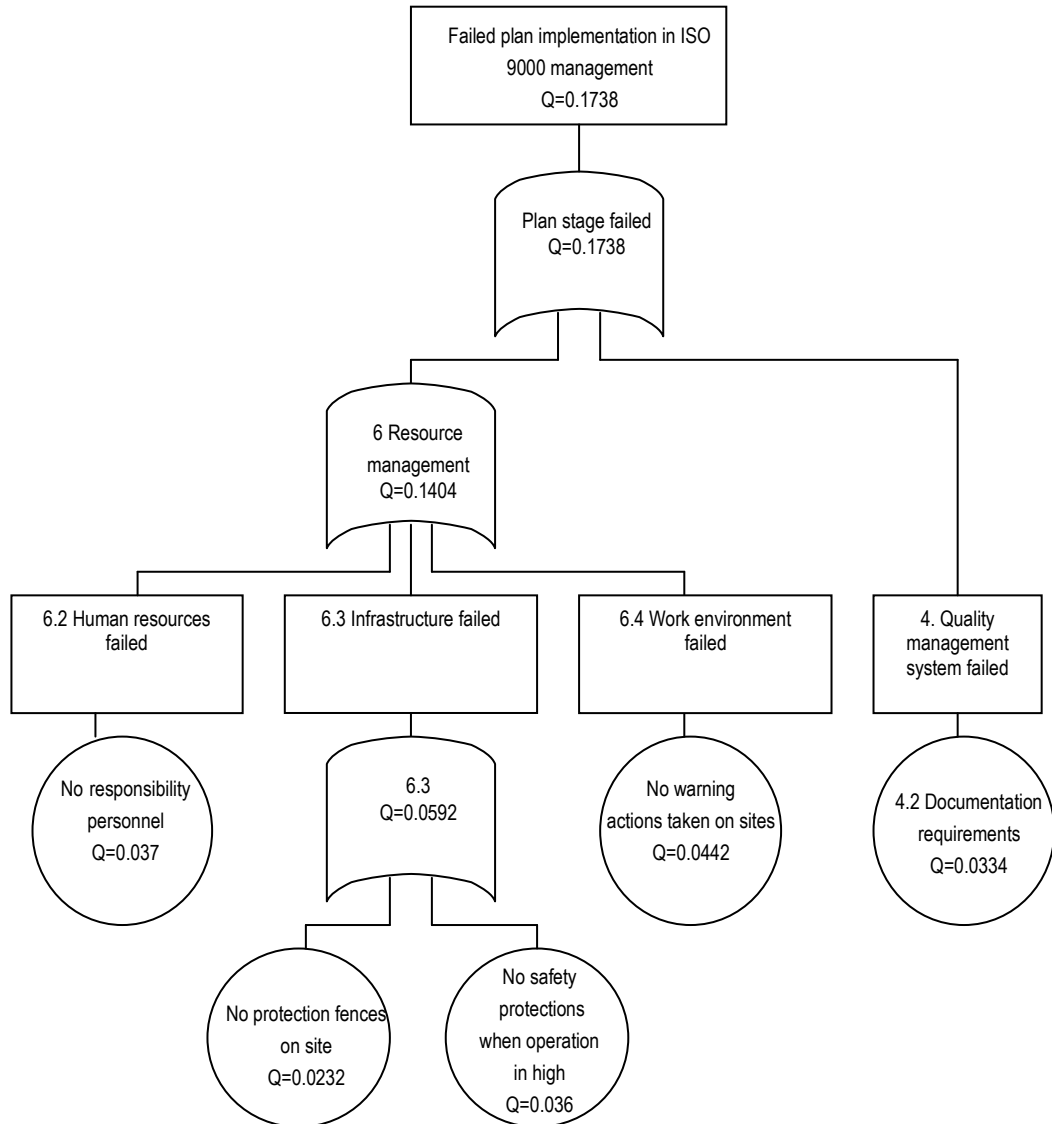 Failed plan implementation in ISO
9000 management
Q=0.1738
Plan stage failed
Q=0.1738
6 Resource
management
Q=0.1404
6.2 Human resources
failed
6.3 Infrastructure failed
6.4 Work environment
failed
4. Quality
management
system failed
No responsibility
personnel
Q=0.037
6.3
Q=0.0592
No warning
actions taken on sites
Q=0.0442
4.2 Documentation
requirements
Q=0.0334
No protection fences
on site
Q=0.0232
No safety
protections
when operation
in high
Q=0.036